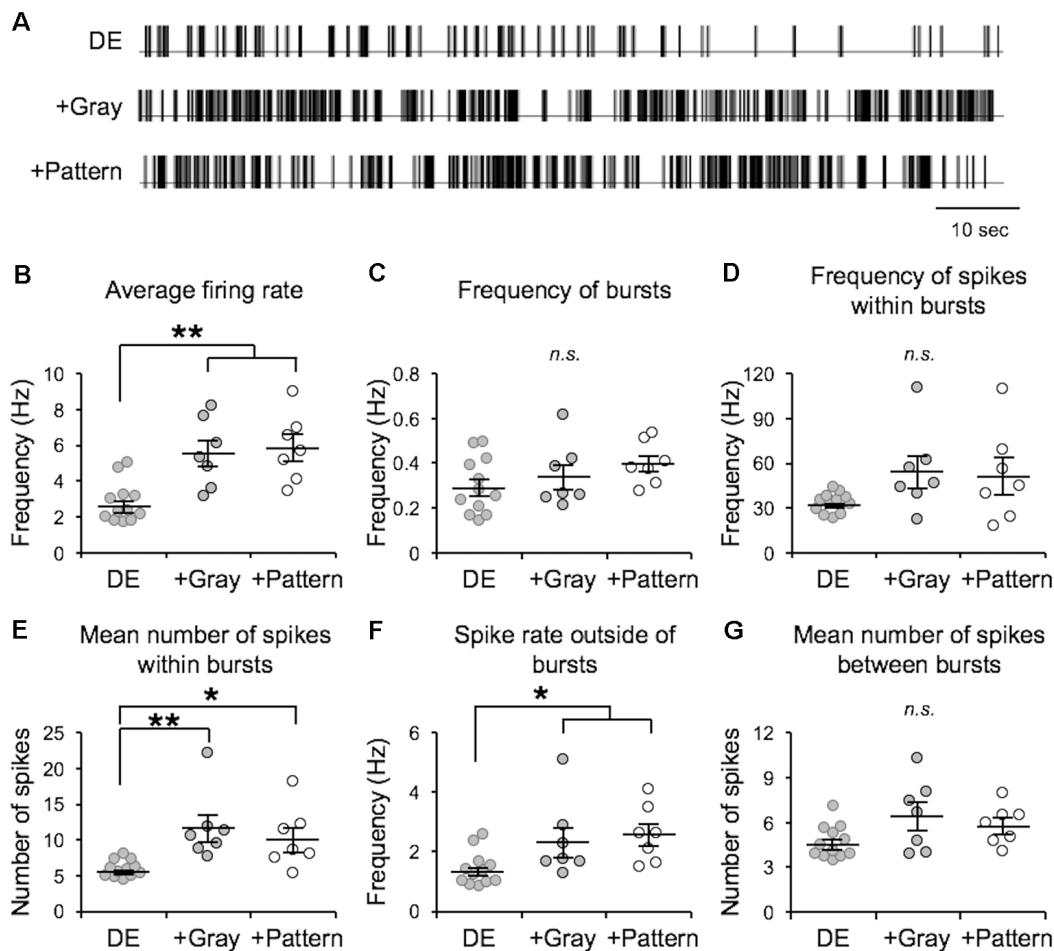 A
DE
+Gray
+Pattern
10 sec
B
Average firing rate
**
Frequency (Hz)
10
8
6
4
2
0
DE
+Gray
+Pattern
C
Frequency of bursts
n.s.
Frequency (Hz)
0.8
0.6
0.4
0.2
0
DE
+Gray
+Pattern
D
Frequency of spikes
within bursts
n.s.
Frequency (Hz)
120
90
60
30
0
DE
+Gray
+Pattern
E
Mean number of spikes
within bursts
*
**
Number of spikes
25
20
15
10
5
0
DE
+Gray
+Pattern
F
Spike rate outside of
bursts
*
Frequency (Hz)
6
4
2
0
DE
+Gray
+Pattern
G
Mean number of spikes
between bursts
n.s.
Number of spikes
12
9
6
3
0
DE
+Gray
+Pattern